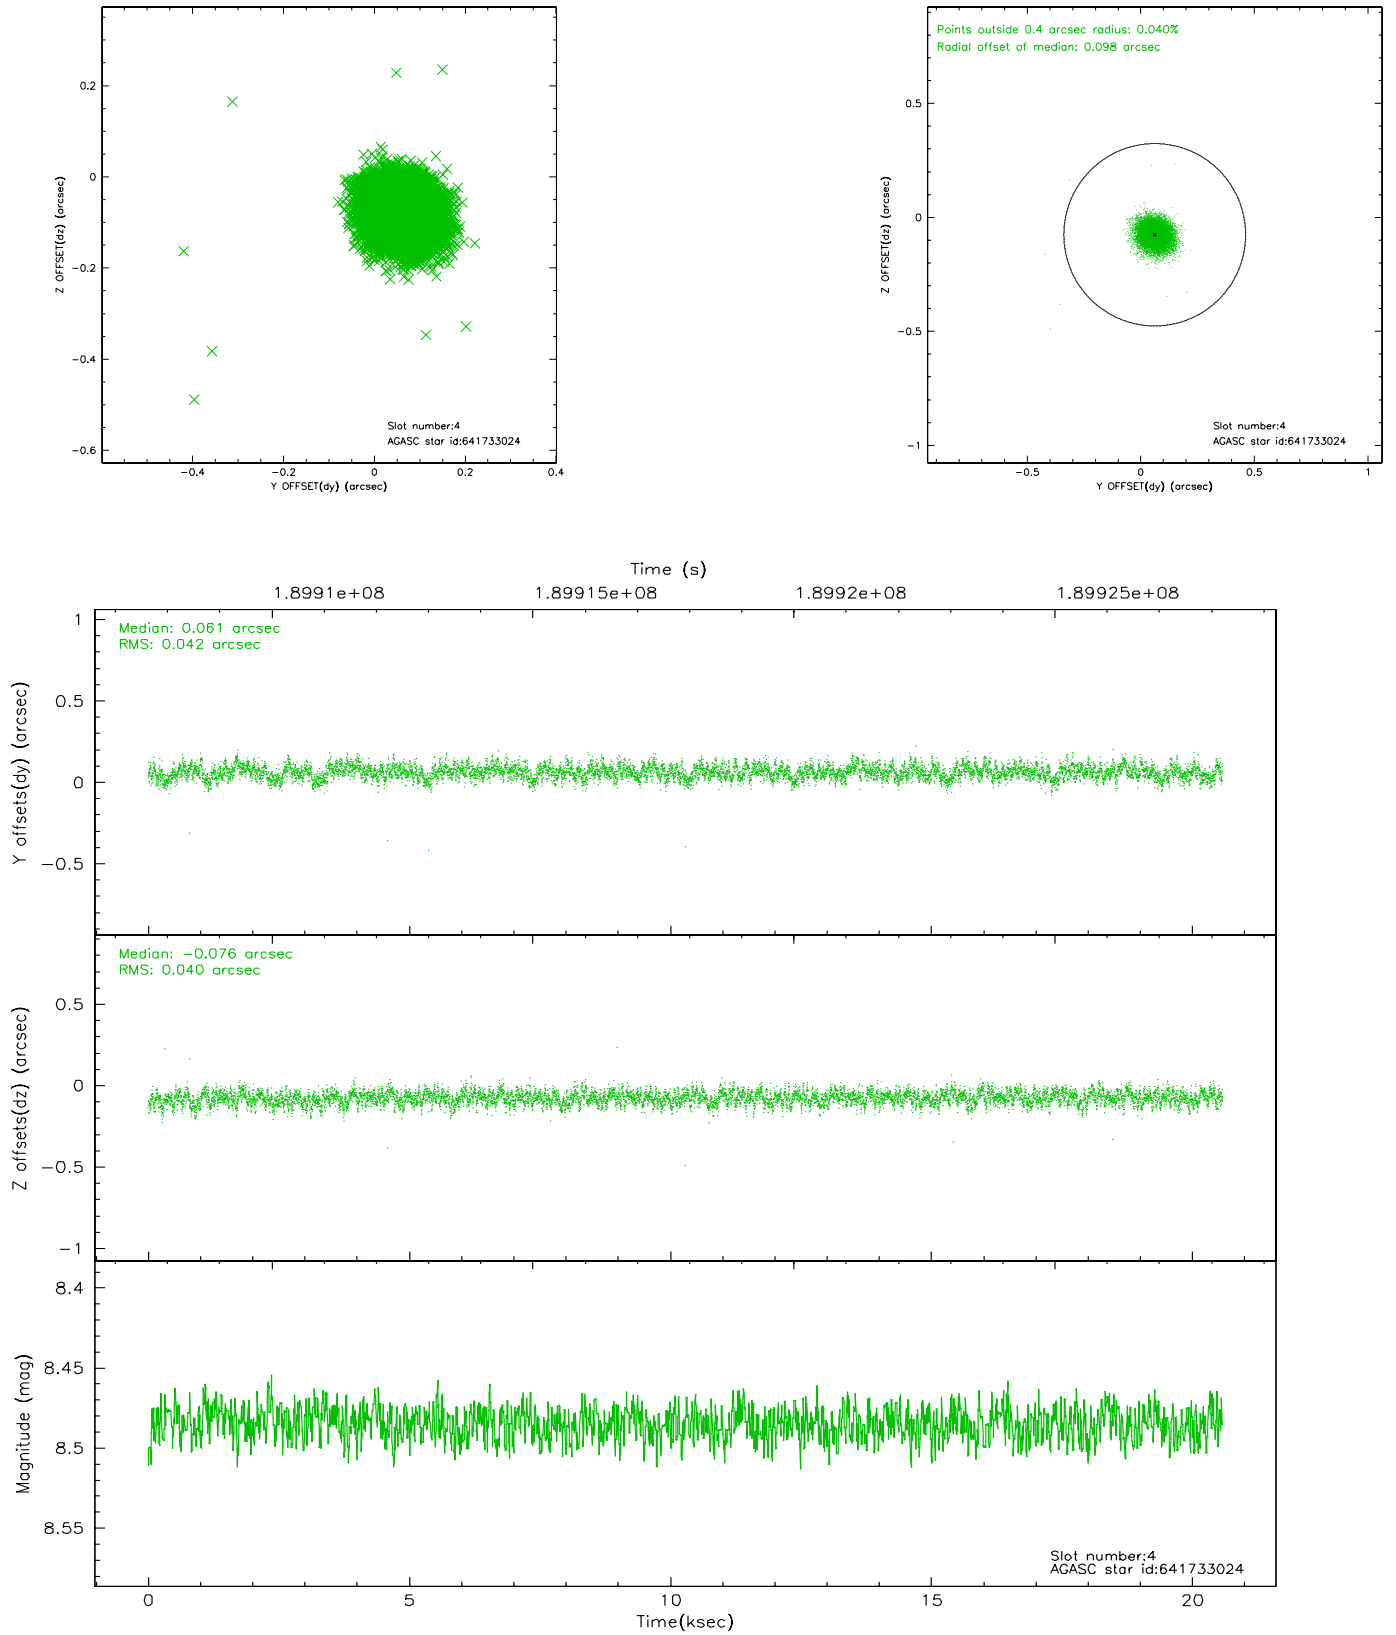 0.2
0
−0.2
−0.4
−0.6
Z OFFSET(dz) (arcsec)
Slot number:4
AGASC star id:641733024
−0.4
−0.2
0
0.2
0.4
Y OFFSET(dy) (arcsec)
Points outside 0.4 arcsec radius: 0.040%
Radial offset of median: 0.098 arcsec
0.5
0
−0.5
−1
Z OFFSET(dz) (arcsec)
Slot number:4
AGASC star id:641733024
−0.5
0
0.5
1
Y OFFSET(dy) (arcsec)
Time (s)
1.8991e+08
1.89915e+08
1.8992e+08
1.89925e+08
Median: 0.061 arcsec
RMS: 0.042 arcsec
1
0.5
0
−0.5
Y offsets(dy) (arcsec)
Median: −0.076 arcsec
RMS: 0.040 arcsec
0.5
0
−0.5
−1
Z offsets(dz) (arcsec)
8.4
8.45
8.5
8.55
Magnitude (mag)
Slot number:4
AGASC star id:641733024
0
5
10
15
20
Time(ksec)